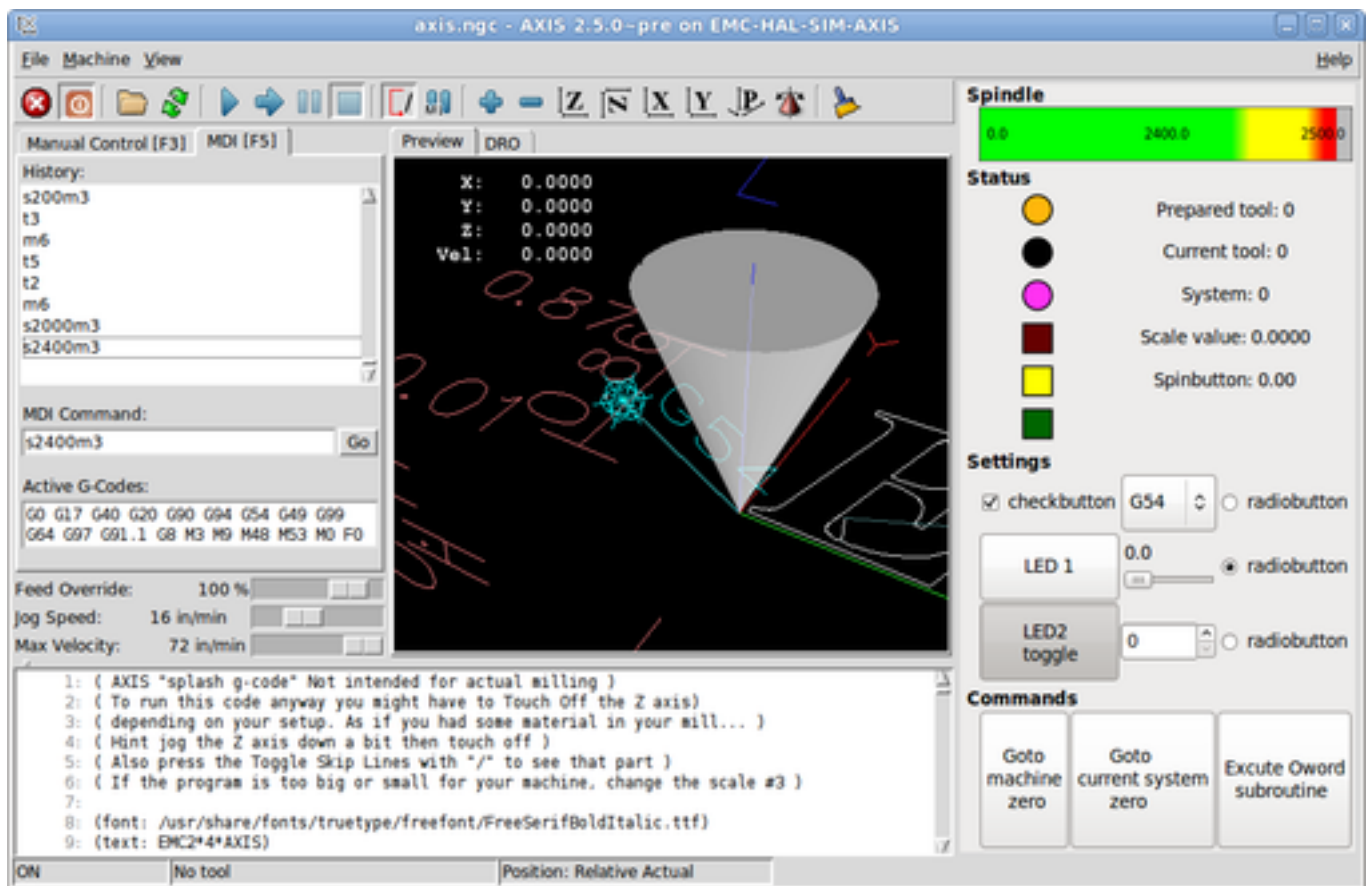 axis.ngc - AXIS 2.5.0~pre on EMC-HAL-SIM-AXIS
File Machine View Help
Z N X Y P
Manual Control [F3] MDI [F5]
History:
s200m3
t3
m6
t5
t2
m6
s2000m3
s2400m3
MDI Command:
s2400m3 Go
Active G-Codes:
G0 G17 G40 G20 G90 G94 G54 G49 G99
G64 G97 G91.1 G8 M3 M9 M48 M53 M0 F0
Feed Override: 100 %
Jog Speed: 16 in/min
Max Velocity: 72 in/min
Preview DRO
X: 0.0000
Y: 0.0000
Z: 0.0000
Vel: 0.0000
G54
Y
Spindle
0.0 2400.0 2500.0
Status
Prepared tool: 0
Current tool: 0
System: 0
Scale value: 0.0000
Spinbutton: 0.00
Settings
checkbutton G54 radiobutton
LED 1 0.0 radiobutton
LED2
toggle 0 radiobutton
Commands
Goto
machine
zero
Goto
current system
zero
Excute Oword
subroutine
1: ( AXIS "splash g-code" Not intended for actual milling )
2: ( To run this code anyway you might have to Touch Off the Z axis)
3: ( depending on your setup. As if you had some material in your mill... )
4: ( Hint jog the Z axis down a bit then touch off )
5: ( Also press the Toggle Skip Lines with "/" to see that part )
6: ( If the program is too big or small for your machine, change the scale #3 )
7:
8: (font: /usr/share/fonts/truetype/freefont/FreeSerifBoldItalic.ttf)
9: (text: EMC2*4*AXIS)
ON No tool Position: Relative Actual